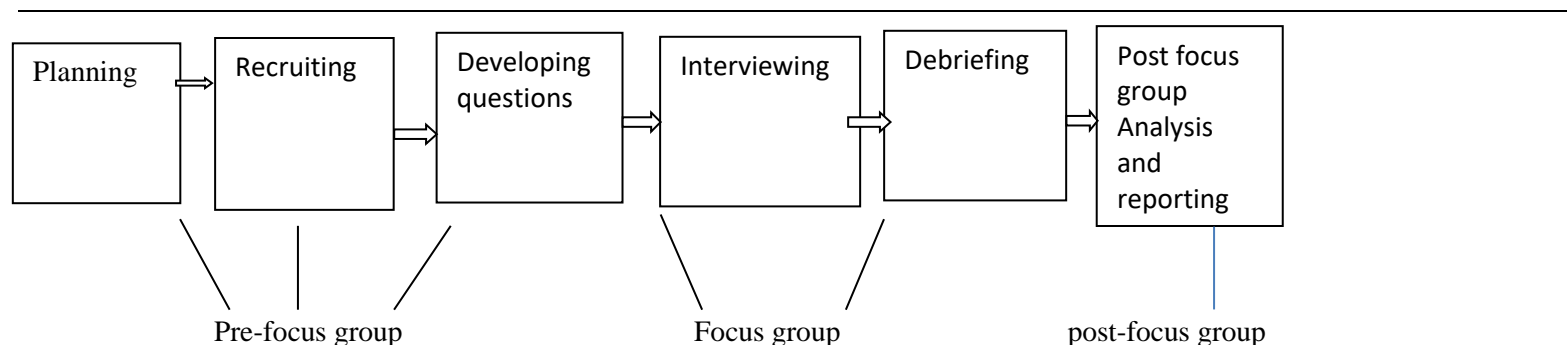 Planning
Recruiting
Developing
questions
Interviewing
Debriefing
Post focus
group
Analysis
and
reporting
Pre-focus group
Focus group
post-focus group